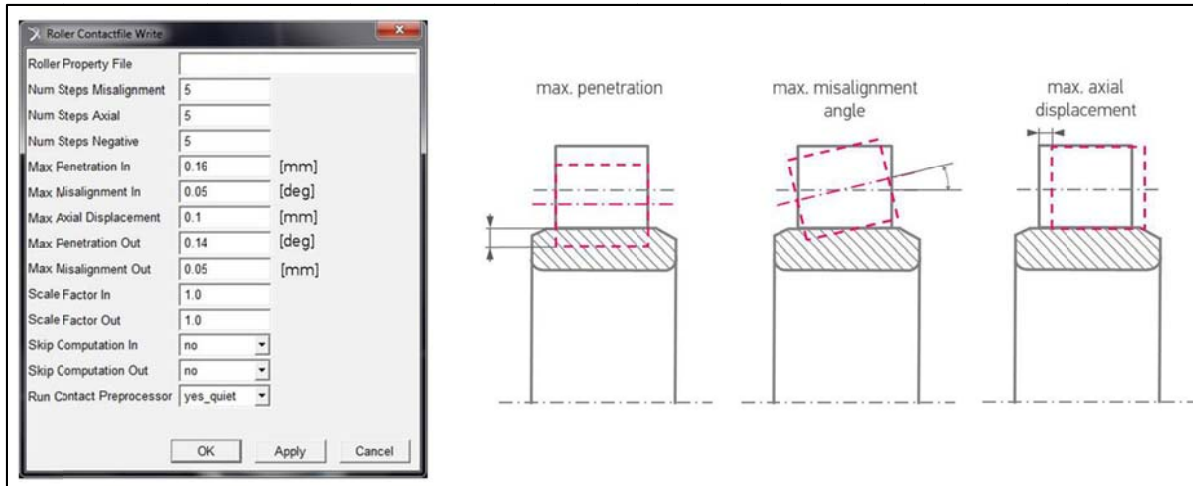 Roller Contactfile Write
Roller Property File
Num Steps Misalignment 5
Num Steps Axial 5
Num Steps Negative 5
Max Penetration In 0.16 [mm]
Max Misalignment In 0.05 [deg]
Max Axial Displacement 0.1 [mm]
Max Penetration Out 0.14 [deg]
Max Misalignment Out 0.05 [mm]
Scale Factor In 1.0
Scale Factor Out 1.0
Skip Computation In no
Skip Computation Out no
Run Contact Preprocessor yes_quiet
OK Apply Cancel
max. penetration
max. misalignment
angle
max. axial
displacement